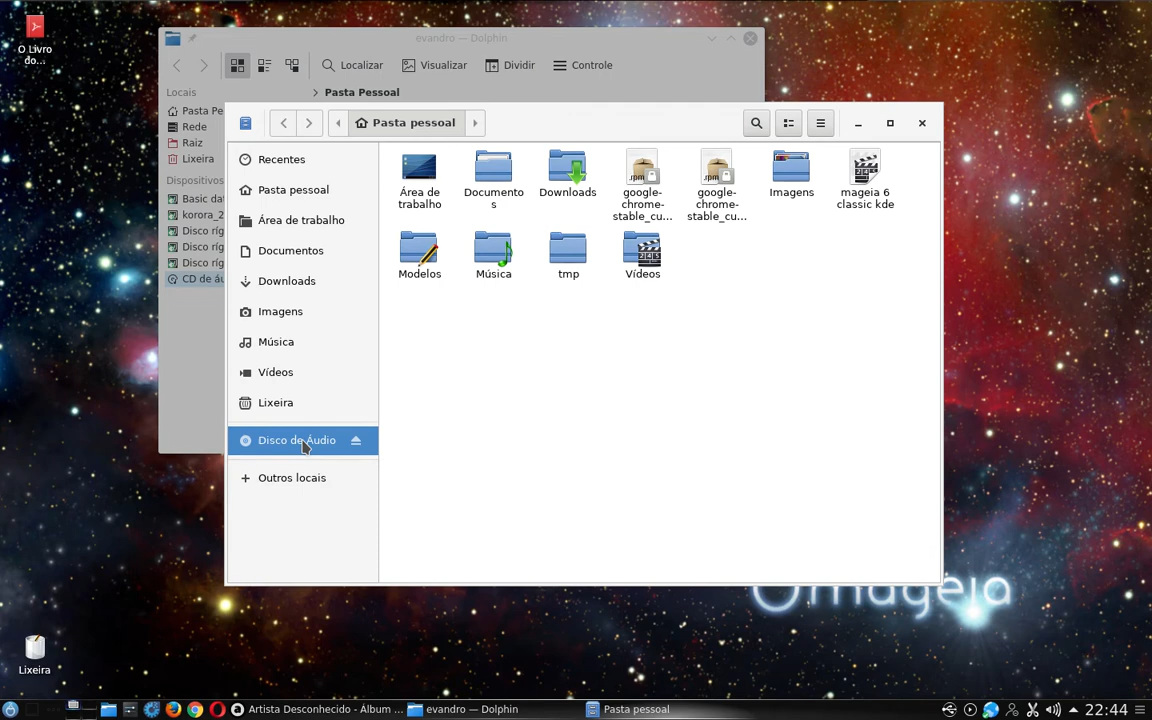 O Livro
do...
evandro — Dolphin
Localizar
Visualizar
Dividir
Controle
Locais
Pasta Pessoal
Pasta Pe
Rede
Raiz
Lixeira
Dispositivos
Basic da
korora_2
Disco ríg
Disco ríg
Disco ríg
CD de áu
Pasta pessoal
Recentes
Pasta pessoal
Área de trabalho
Documentos
Downloads
Imagens
Música
Vídeos
Lixeira
Disco de Áudio
Outros locais
Área de
trabalho
Documento
s
Downloads
google-
chrome-
stable_cu...
google-
chrome-
stable_cu...
Imagens
mageia 6
classic kde
Modelos
Música
tmp
Vídeos
mageia
Lixeira
Artista Desconhecido - Álbum ...
evandro — Dolphin
Pasta pessoal
22:44